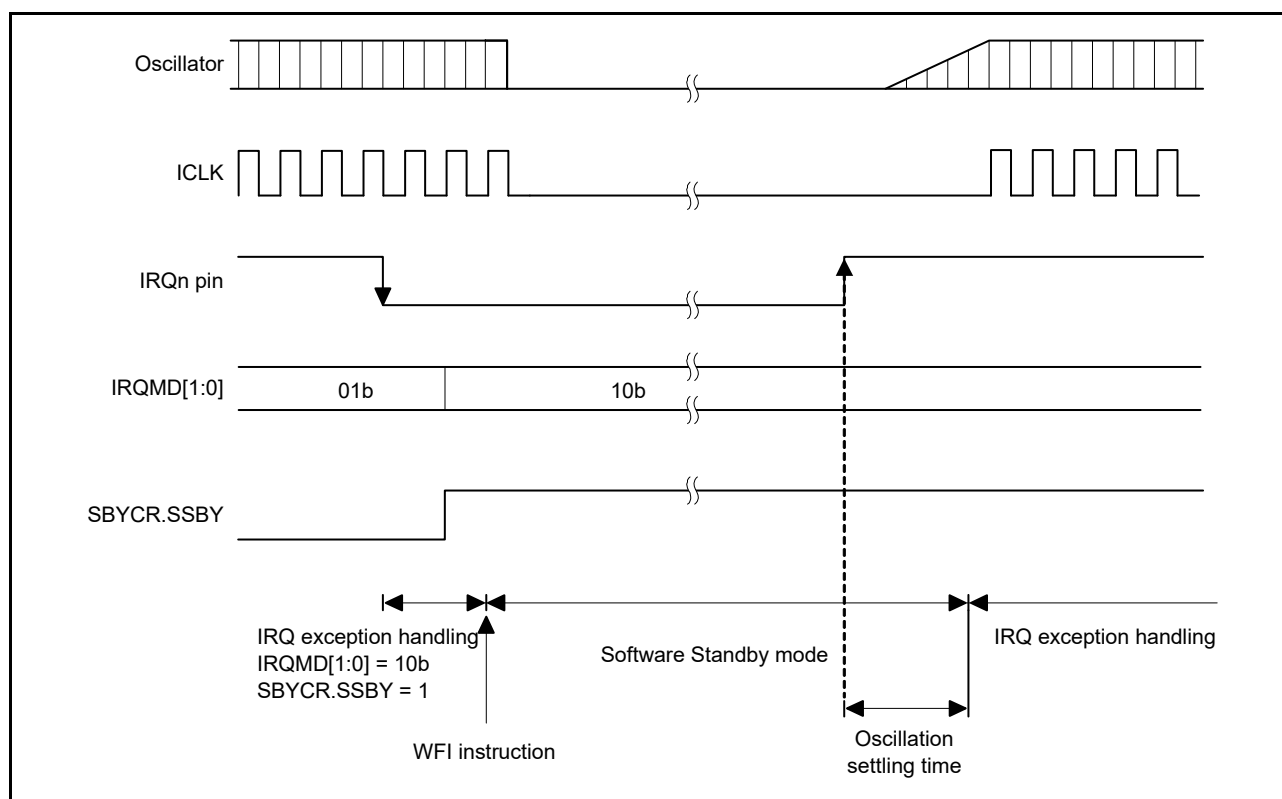 Oscillator
ICLK
IRQn pin
IRQMD[1:0]
01b
10b
SBYCR.SSBY
IRQ exception handling
IRQMD[1:0] = 10b
SBYCR.SSBY = 1
Software Standby mode
IRQ exception handling
WFI instruction
Oscillation
settling time